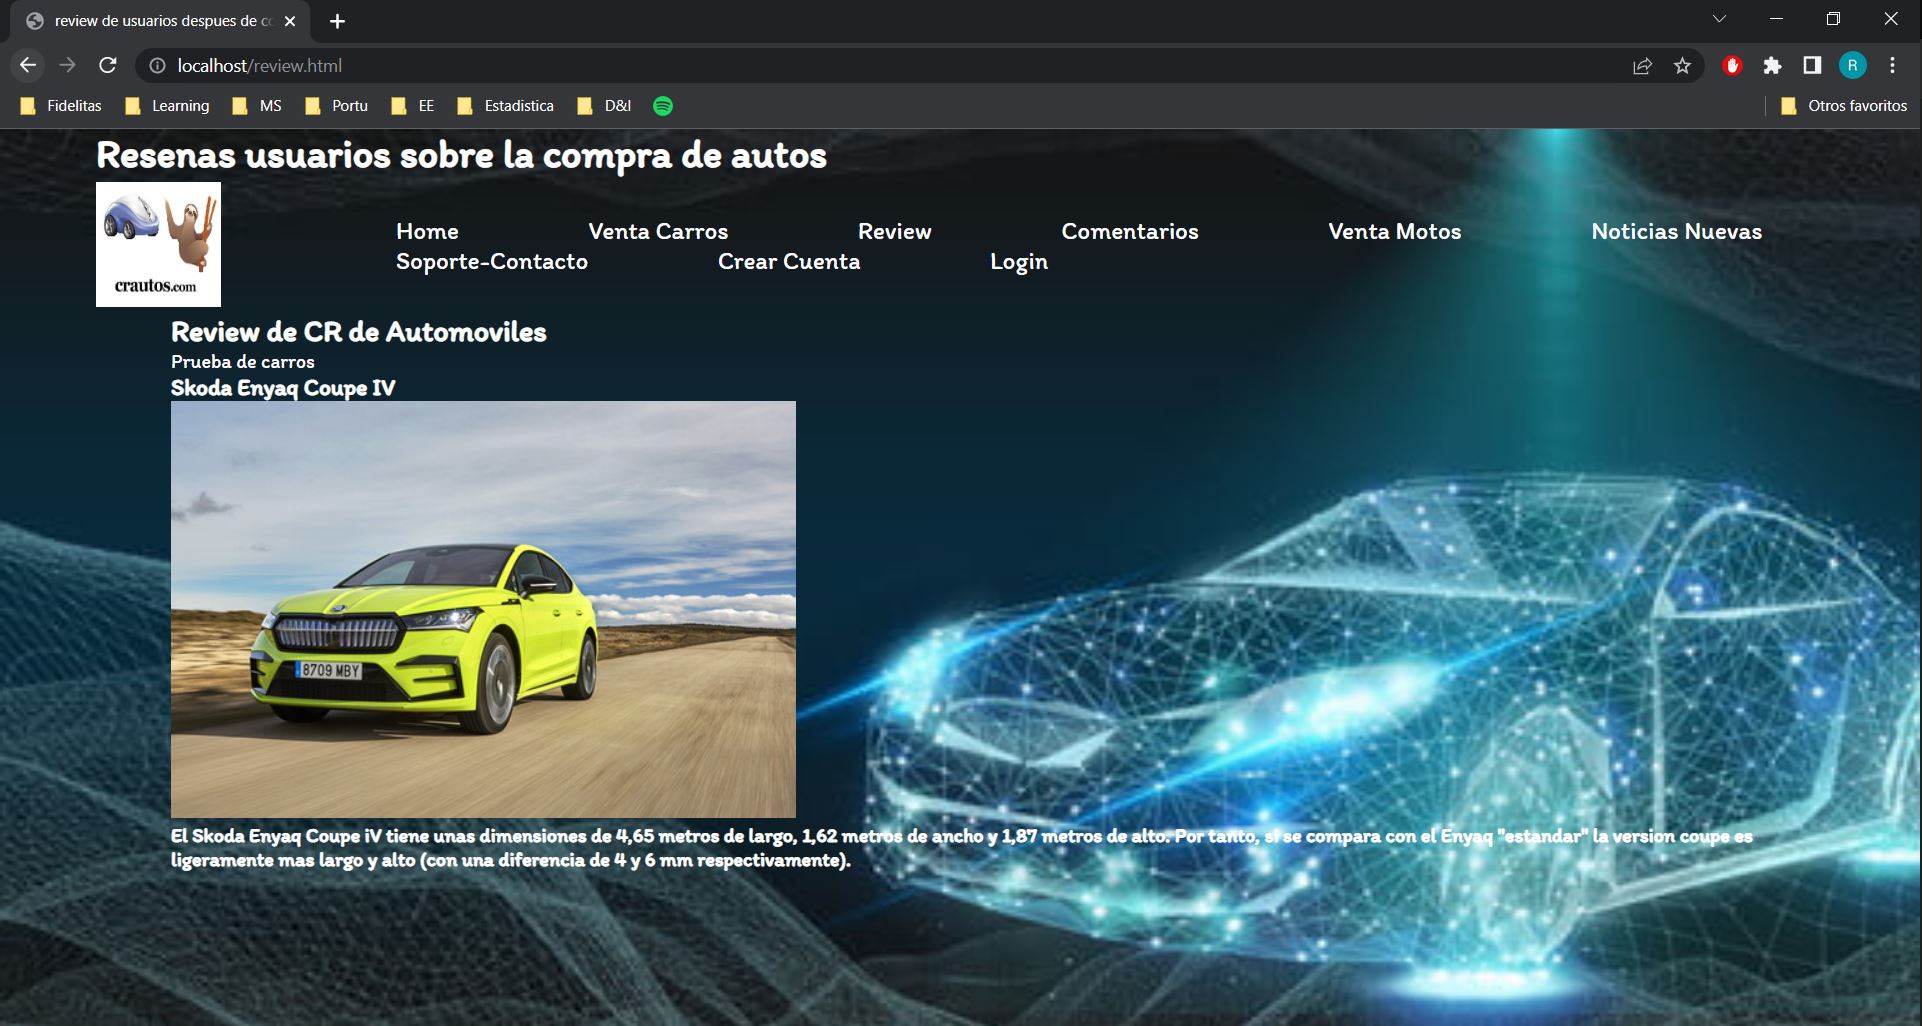 review de usuarios despues de co
localhost/review.html
R
Fidelitas Learning MS Portu EE Estadistica D&I Otros favoritos
Resenas usuarios sobre la compra de autos
crautos.com
Home Venta Carros Review Comentarios Venta Motos Noticias Nuevas
Soporte-Contacto Crear Cuenta Login
Review de CR de Automoviles
Prueba de carros
Skoda Enyaq Coupe IV
8709 MBY
El Skoda Enyaq Coupe iV tiene unas dimensiones de 4,65 metros de largo, 1,62 metros de ancho y 1,87 metros de alto. Por tanto, si se compara con el Enyaq "estandar" la version coupe es
ligeramente mas largo y alto (con una diferencia de 4 y 6 mm respectivamente).